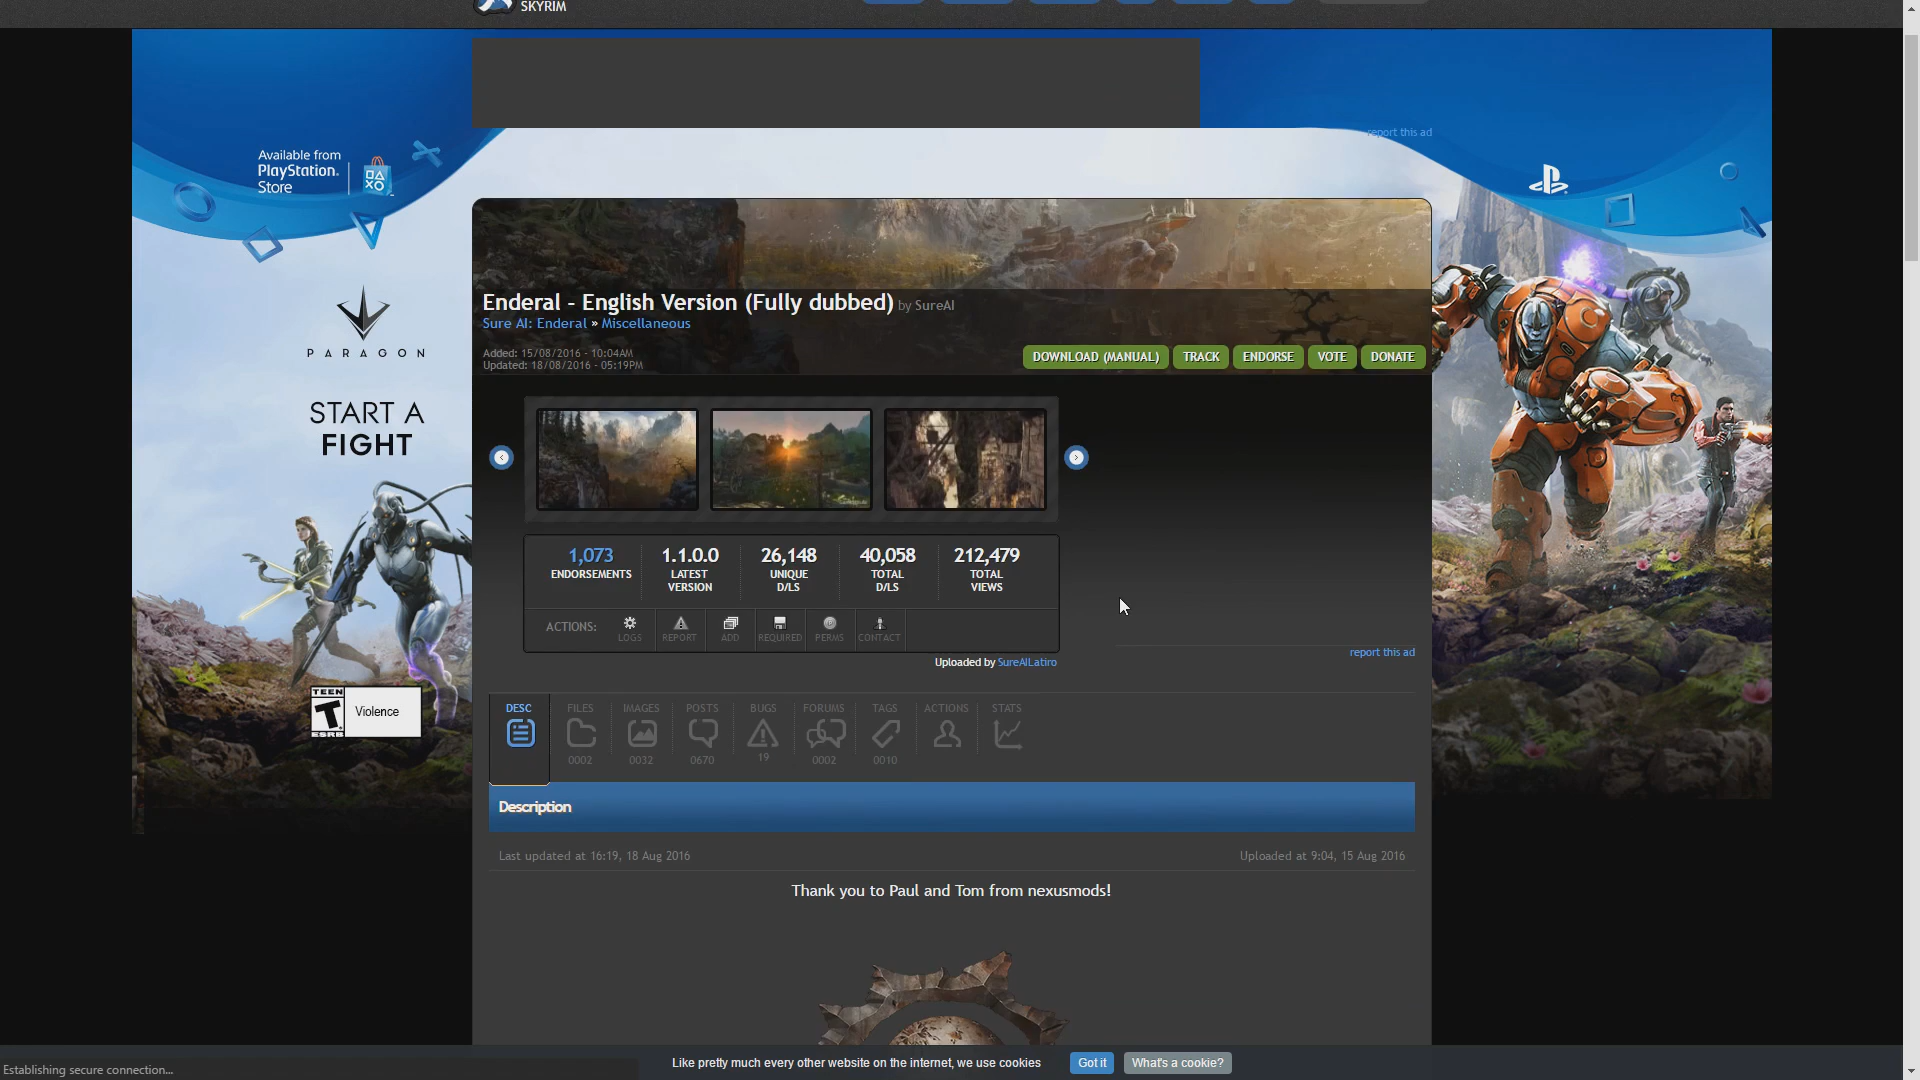 SKYRIM
report this ad
Available from
PlayStation.
Store
PARAGON
START A
FIGHT
TEEN
T
ESRB
Violence
Enderal - English Version (Fully dubbed) by SureAI
Sure AI: Enderal » Miscellaneous
Added: 15/08/2016 - 10:04AM
Updated: 18/08/2016 - 05:19PM
DOWNLOAD (MANUAL) TRACK ENDORSE VOTE DONATE
1,073 1.1.0.0 26,148 40,058 212,479
ENDORSEMENTS LATEST UNIQUE TOTAL TOTAL
VERSION D/LS D/LS VIEWS
ACTIONS: LOGS REPORT ADD REQUIRED PERMS CONTACT
Uploaded by SureAILatiro
report this ad
DESC FILES IMAGES POSTS BUGS FORUMS TAGS ACTIONS STATS
0002 0032 0670 19 0002 0010
Description
Last updated at 16:19, 18 Aug 2016 Uploaded at 9:04, 15 Aug 2016
Thank you to Paul and Tom from nexusmods!
Like pretty much every other website on the internet, we use cookies Got it What's a cookie?
Establishing secure connection...